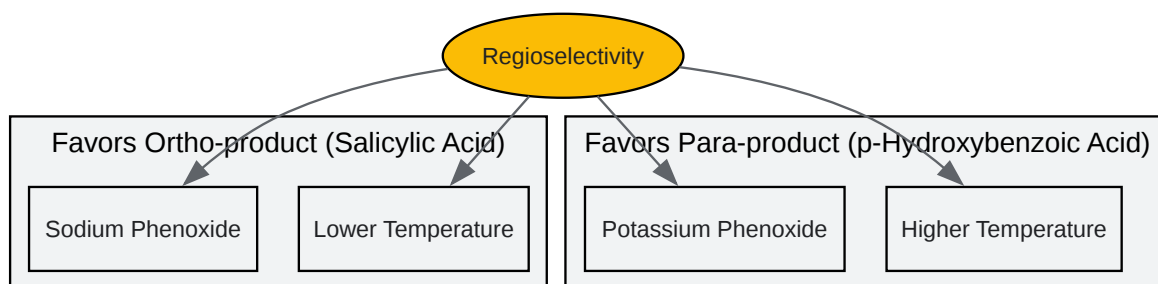 Regioselectivity
Favors Ortho-product (Salicylic Acid)
Favors Para-product (p-Hydroxybenzoic Acid)
Sodium Phenoxide
Lower Temperature
Potassium Phenoxide
Higher Temperature